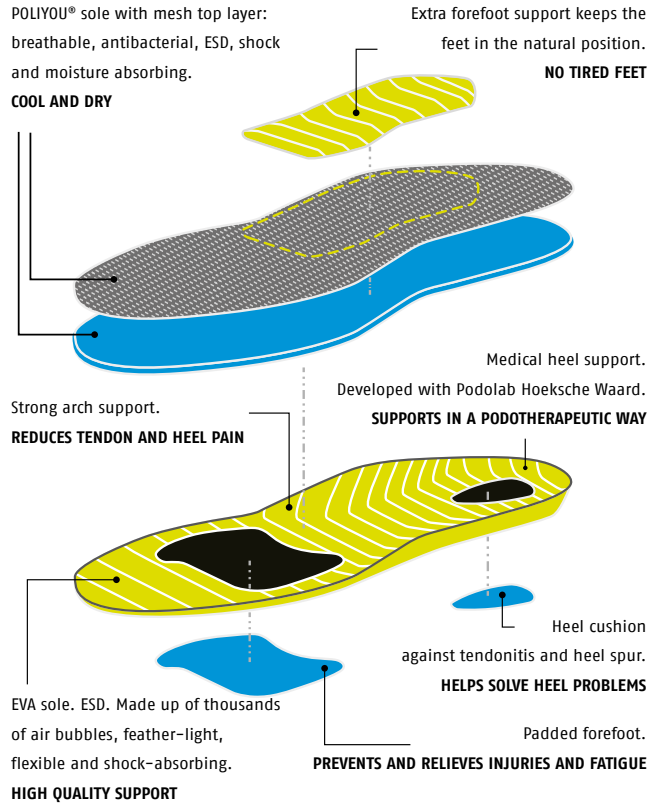 POLIYOU® sole with mesh top layer:
breathable, antibacterial, ESD, shock
and moisture absorbing.
COOL AND DRY
Extra forefoot support keeps the
feet in the natural position.
NO TIRED FEET
Medical heel support.
Developed with Podolab Hoeksche Waard.
SUPPORTS IN A PODOTHERAPEUTIC WAY
Strong arch support.
REDUCES TENDON AND HEEL PAIN
Heel cushion
against tendonitis and heel spur.
HELPS SOLVE HEEL PROBLEMS
EVA sole. ESD. Made up of thousands
of air bubbles, feather-light,
flexible and shock-absorbing.
HIGH QUALITY SUPPORT
Padded forefoot.
PREVENTS AND RELIEVES INJURIES AND FATIGUE